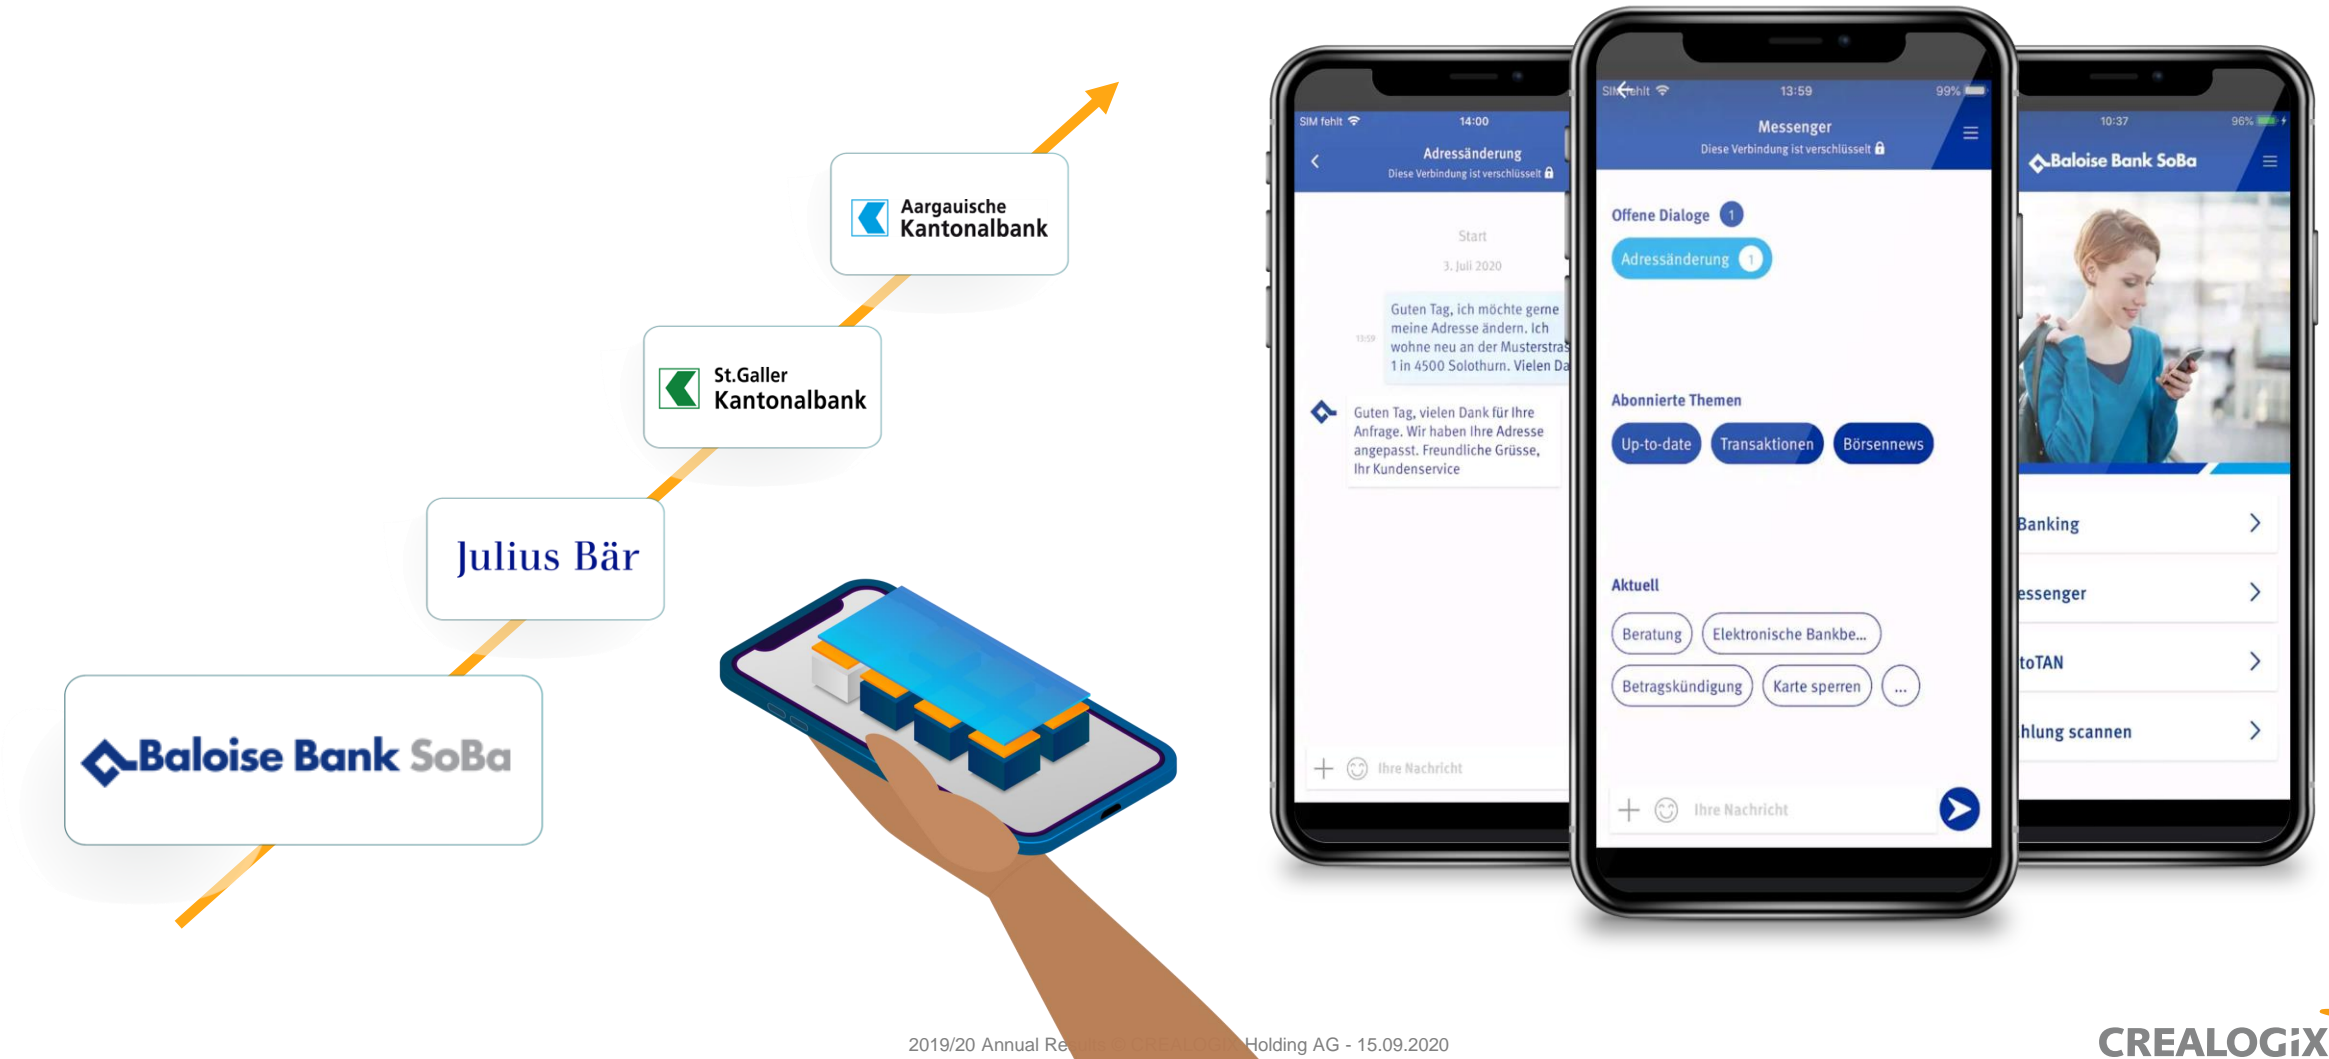 Aargauische
Kantonalbank
St.Galler
Kantonalbank
Julius Bär
Baloise Bank SoBa
SIM fehlt
14:00
Adressänderung
Diese Verbindung ist verschlüsselt
Start
3. Juli 2020
Guten Tag, ich möchte gerne
meine Adresse ändern. Ich
wohne neu an der Musterstras
1 in 4500 Solothurn. Vielen Da
13:59
Guten Tag, vielen Dank für Ihre
Anfrage. Wir haben Ihre Adresse
angepasst. Freundliche Grüsse,
Ihr Kundenservice
Ihre Nachricht
13:59
99%
Messenger
Diese Verbindung ist verschlüsselt
Offene Dialoge 1
Adressänderung 1
Abonnierte Themen
Up-to-date Transaktionen Börsennews
Aktuell
Beratung Elektronische Bankbe...
Betragskündigung Karte sperren ...
Ihre Nachricht
10:37
96%
Baloise Bank SoBa
Banking
essenger
toTAN
hlung scannen
2019/20 Annual Results © CREALOGIX Holding AG - 15.09.2020
CREALOGiX